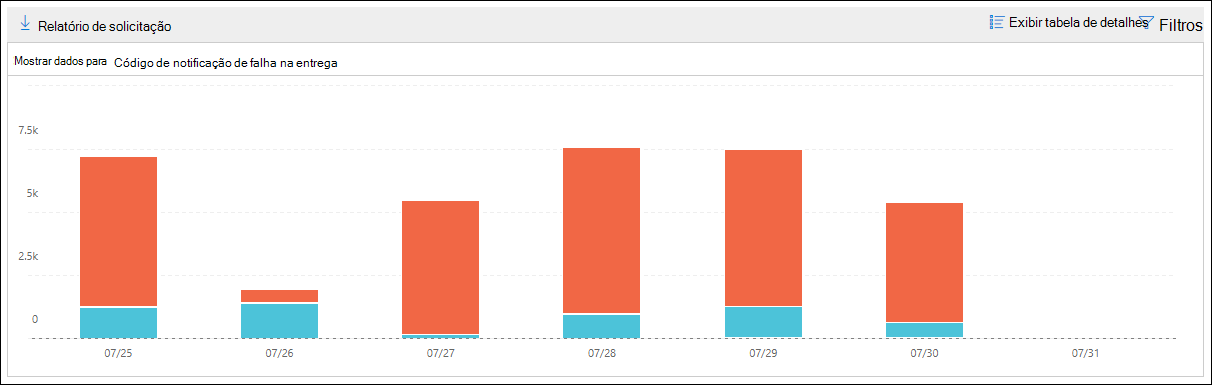 Relatório de solicitação
Exibir tabela de detalhes
Filtros
Mostrar dados para Código de notificação de falha na entrega
7.5k
5k
2.5k
0
07/25 07/26 07/27 07/28 07/29 07/30 07/31